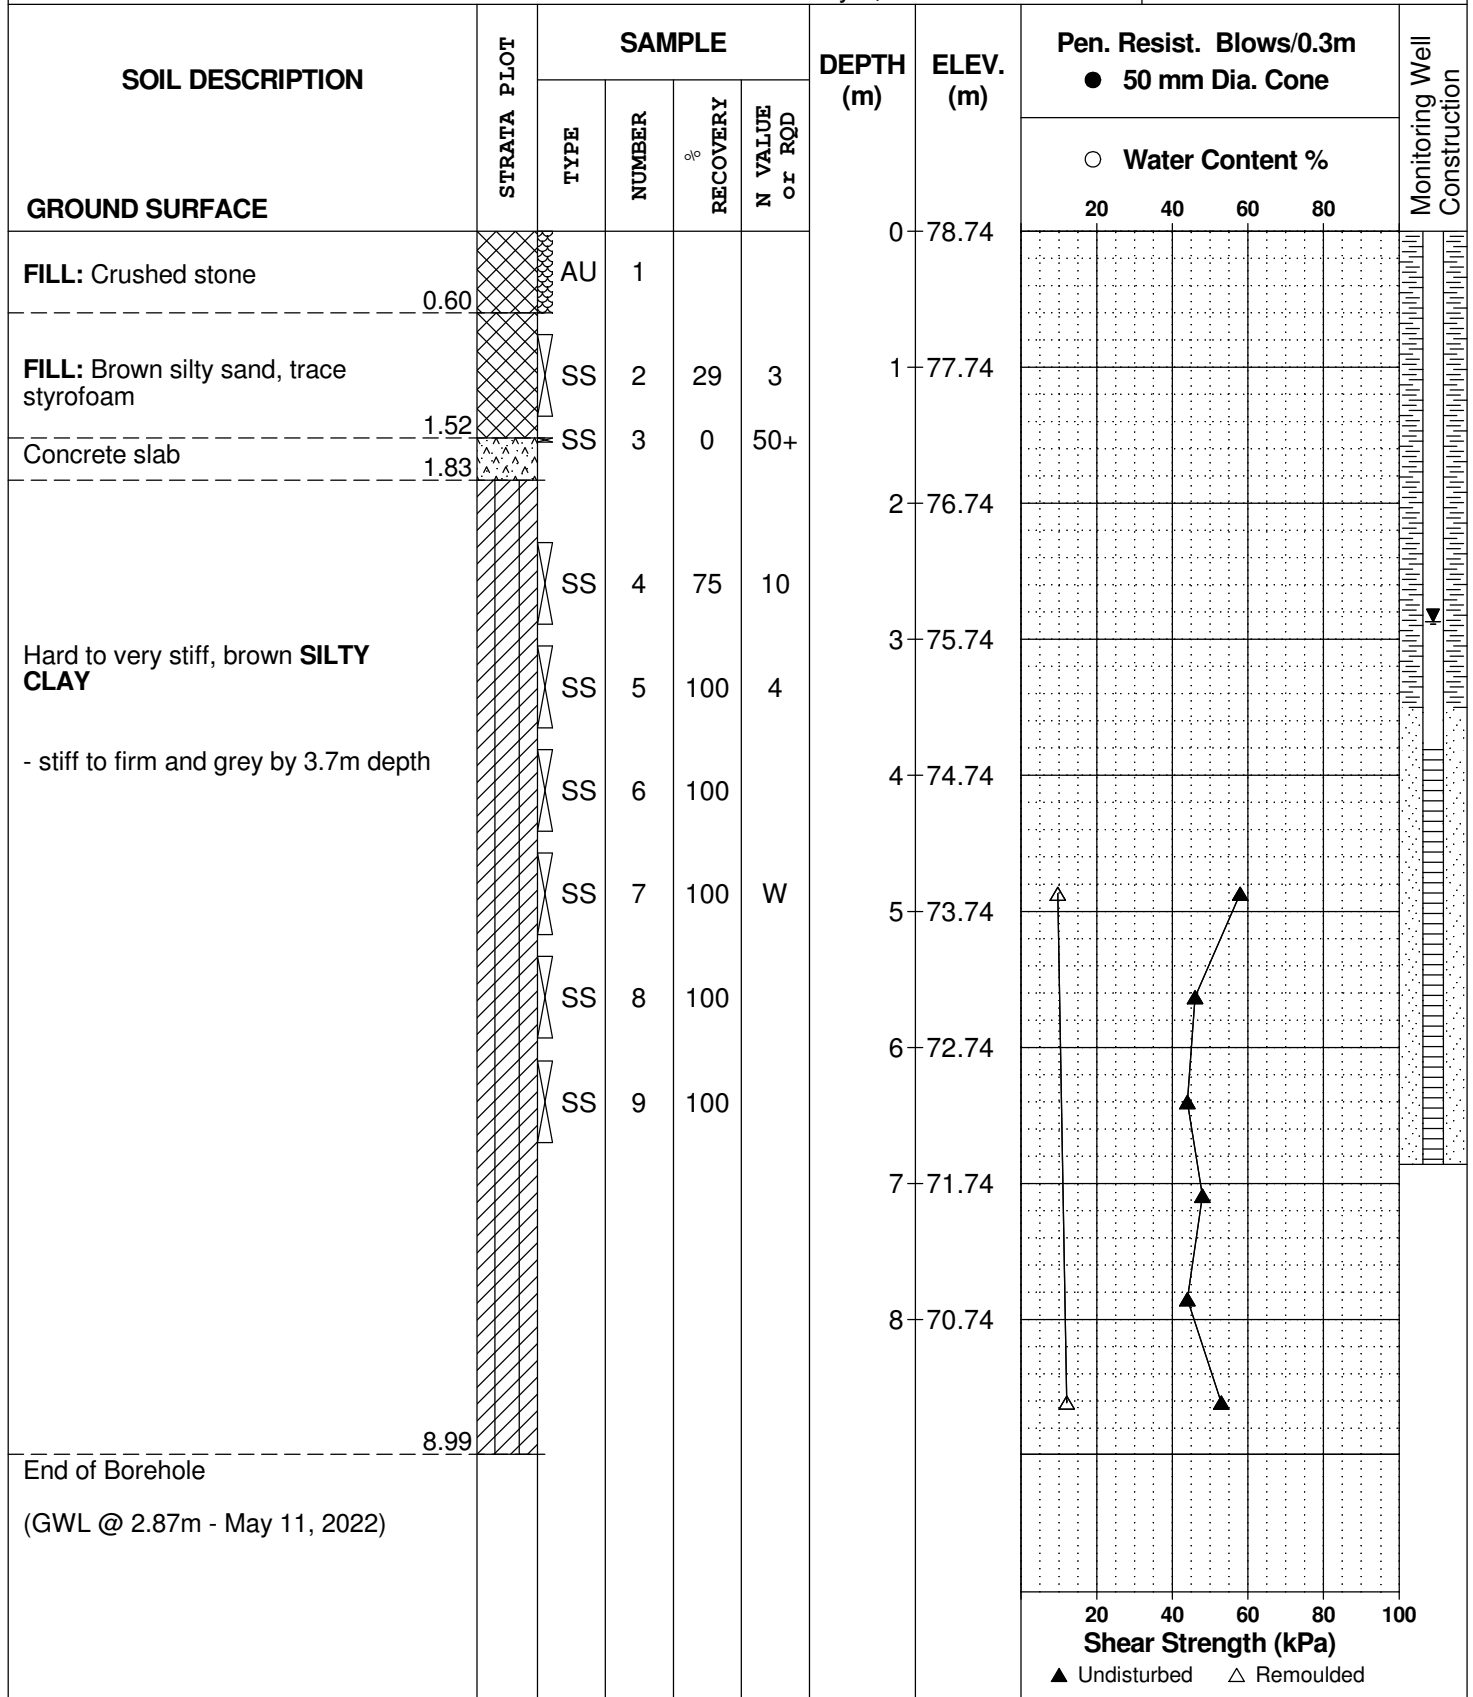 SOIL DESCRIPTION
GROUND SURFACE
STRATA PLOT
SAMPLE
TYPE
NUMBER
% RECOVERY
N VALUE
or RQD
DEPTH
(m)
ELEV.
(m)
Pen. Resist. Blows/0.3m
● 50 mm Dia. Cone
○ Water Content %
20 40 60 80
Monitoring Well
Construction
0 78.74
FILL: Crushed stone
0.60
AU 1
FILL: Brown silty sand, trace
styrofoam
1.52
SS 2 29 3
1 77.74
SS 3 0 50+
Concrete slab
1.83
2 76.74
SS 4 75 10
3 75.74
Hard to very stiff, brown SILTY
CLAY
SS 5 100 4
- stiff to firm and grey by 3.7m depth
4 74.74
SS 6 100
SS 7 100 W
5 73.74
SS 8 100
6 72.74
SS 9 100
7 71.74
8 70.74
8.99
End of Borehole
(GWL @ 2.87m - May 11, 2022)
20 40 60 80 100
Shear Strength (kPa)
▲ Undisturbed △ Remoulded